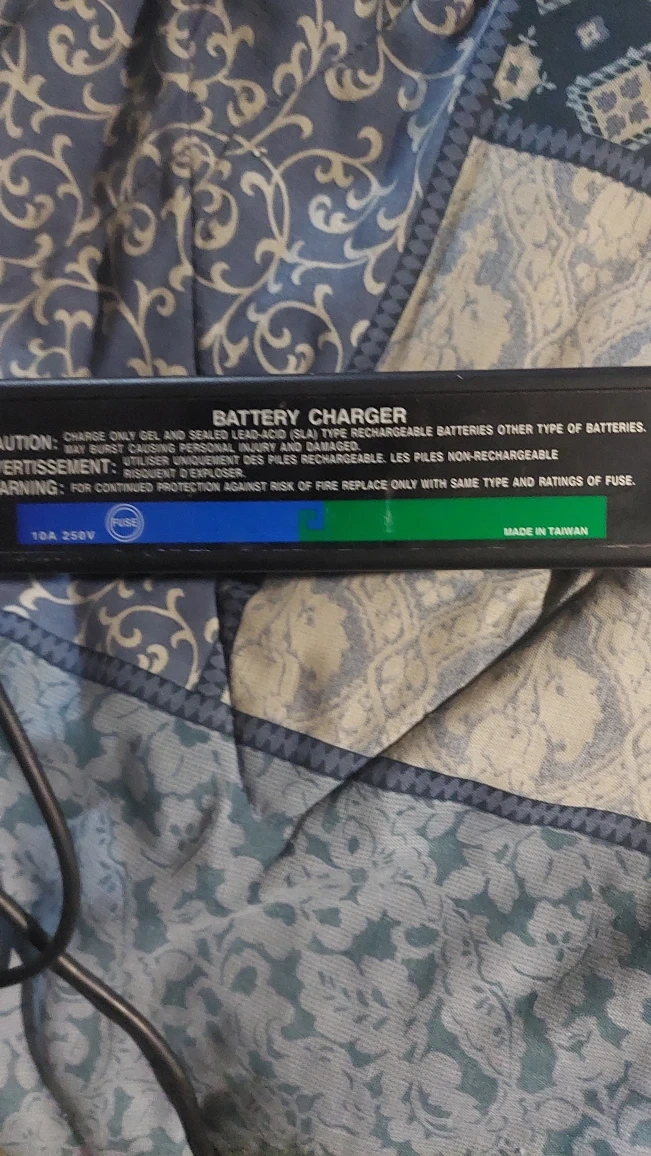 BATTERY CHARGER
AUTION: CHARGE ONLY GEL AND SEALED LEAD-ACID (SLA) TYPE RECHARGEABLE BATTERIES OTHER TYPE OF BATTERIES.
MAY BURST CAUSING PERSONAL INJURY AND DAMAGED.
VERTISSEMENT: UTILISER UNIQUEMENT DES PILES RECHARGEABLE. LES PILES NON-RECHARGEABLE
RISQUENT D'EXPLOSER.
ARNING: FOR CONTINUED PROTECTION AGAINST RISK OF FIRE REPLACE ONLY WITH SAME TYPE AND RATINGS OF FUSE.
10A 250V FUSE MADE IN TAIWAN